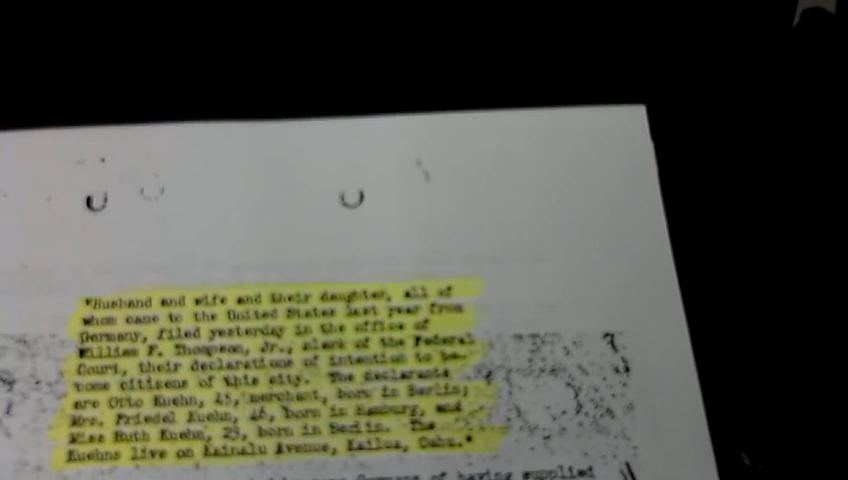 "Husband and wife and their daughter, all of
whom came to the United States last year from
Germany, filed yesterday in the office of
William F. Thompson, Jr., clerk of the Federal
Court, their declarations of intention to be-
come citizens of this city. The declarants
are Otto Kuehn, 45, merchant, born in Berlin;
Mrs. Friedel Kuehn, 46, born in Hamburg, and
Miss Ruth Kuehn, 23, born in Berlin. The
Kuehns live on Kainalu Avenue, Kailua, Oahu."
of having supplied